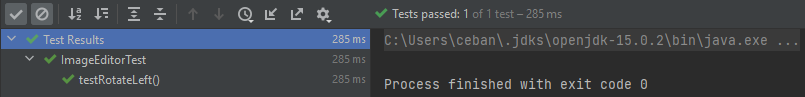 Tests passed: 1 of 1 test – 285 ms
Test Results 285 ms
ImageEditorTest 285 ms
testRotateLeft() 285 ms
C:\Users\ceban\.jdks\openjdk-15.0.2\bin\java.exe ...
Process finished with exit code 0